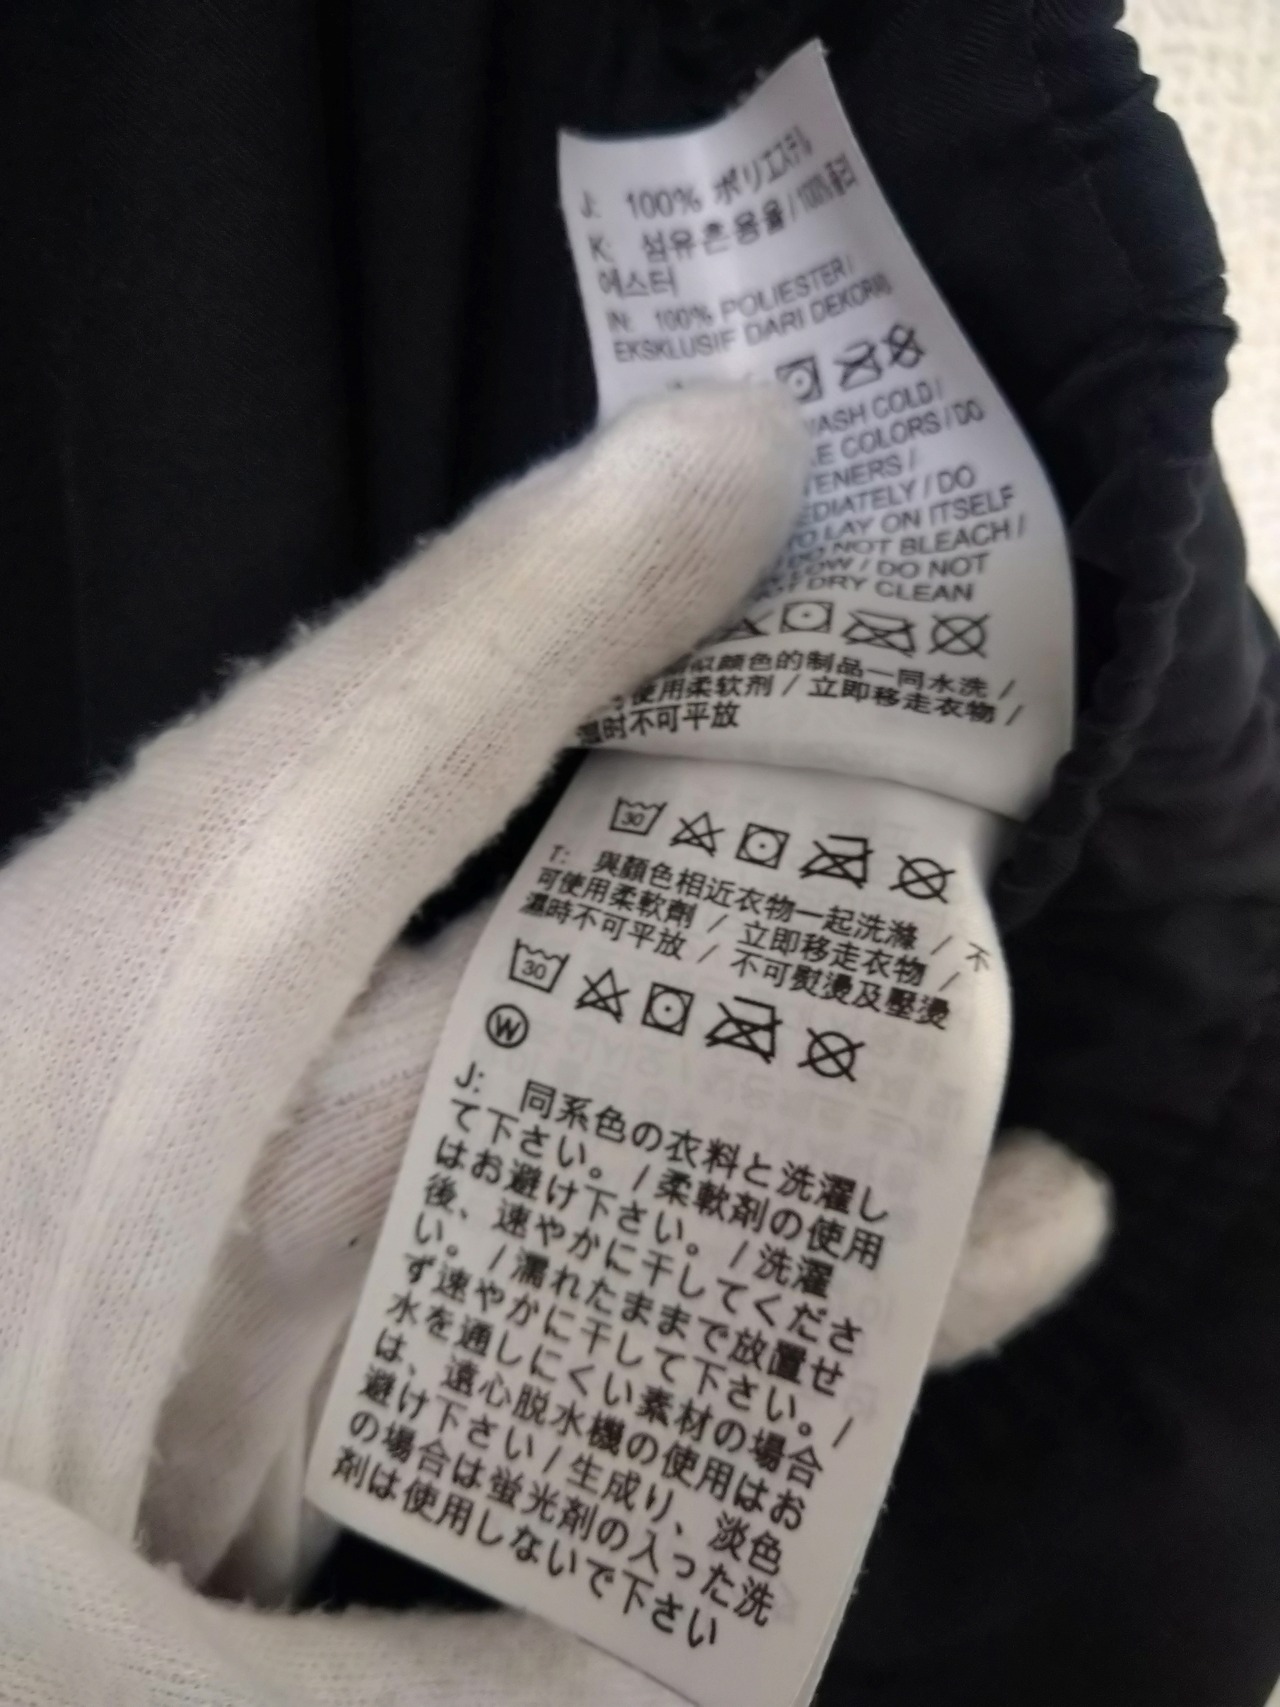 J: 100% ポリエステル
K: 섬유혼용율 / 100% 폴리
에스터
IN: 100% POLIESTER /
EKSKLUSIF DARI DEKORASI
WASH COLD /
COLORS / DO
/
/ DO
TO LAY ON ITSELF
DO NOT BLEACH /
LOW / DO NOT
DRY CLEAN
颜色的制品一同水洗 /
使用柔软剂 / 立即移走衣物 /
时不可平放
30
T: 與顏色相近衣物一起洗滌 / 不
可使用柔軟劑 / 立即移走衣物 /
濕時不可平放 / 不可熨燙及壓燙
30
W
J: 同系色の衣料と洗濯し
て下さい。 / 柔軟剤の使用
はお避け下さい。 / 洗濯
後、速やかに干してくださ
い。 / 濡れたままで放置せ
ず速やかに干して下さい。 /
水を通しにくい素材の場合
は、遠心脱水機の使用はお
避け下さい / 生成り、淡色
の場合は蛍光剤の入った洗
剤は使用しないで下さい